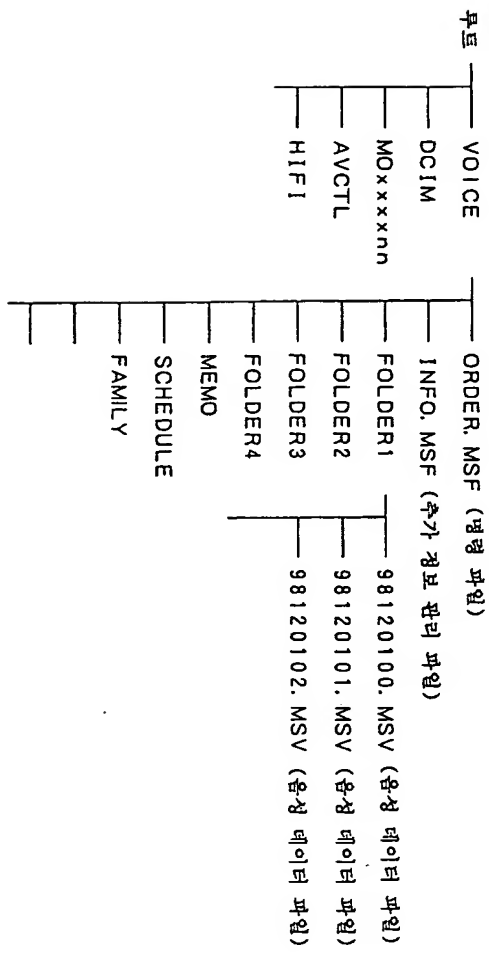 루트
VOICE
DCIM
MOxxxxnn
AVCTL
HIFI
ORDER. MSF (명령 파일)
INFO. MSF (추가 정보 관리 파일)
FOLDER1
FOLDER2
FOLDER3
FOLDER4
MEMO
SCHEDULE
FAMILY
98120100. MSV (음성 데이터 파일)
98120101. MSV (음성 데이터 파일)
98120102. MSV (음성 데이터 파일)